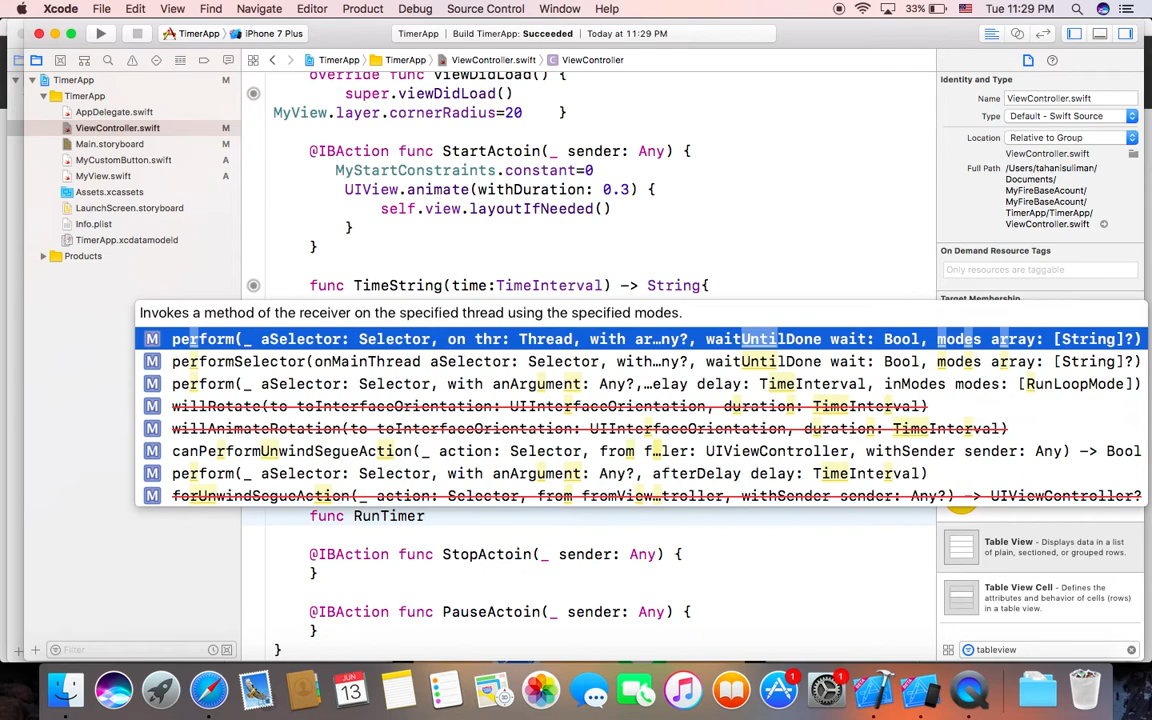 Xcode File Edit View Find Navigate Editor Product Debug Source Control Window Help 33% Tue 11:29 PM
TimerApp iPhone 7 Plus TimerApp Build TimerApp: Succeeded Today at 11:29 PM
TimerApp TimerApp ViewController.swift C ViewController
TimerApp M
TimerApp
AppDelegate.swift
ViewController.swift M
Main.storyboard M
MyCustomButton.swift A
MyView.swift A
Assets.xcassets
LaunchScreen.storyboard
Info.plist
TimerApp.xcdatamodeld
Products
Filter
override func viewDidLoad() {
super.viewDidLoad()
MyView.layer.cornerRadius=20 }
@IBAction func StartActoin(_ sender: Any) {
MyStartConstraints.constant=0
UIView.animate(withDuration: 0.3) {
self.view.layoutIfNeeded()
}
}
func TimeString(time:TimeInterval) -> String{
Invokes a method of the receiver on the specified thread using the specified modes.
M perform(_ aSelector: Selector, on thr: Thread, with ar…ny?, waitUntilDone wait: Bool, modes array: [String]?)
M performSelector(onMainThread aSelector: Selector, with…ny?, waitUntilDone wait: Bool, modes array: [String]?)
M perform(_ aSelector: Selector, with anArgument: Any?,…elay delay: TimeInterval, inModes modes: [RunLoopMode])
M willRotate(to toInterfaceOrientation: UIInterfaceOrientation, duration: TimeInterval)
M willAnimateRotation(to toInterfaceOrientation: UIInterfaceOrientation, duration: TimeInterval)
M canPerformUnwindSegueAction(_ action: Selector, from f…ler: UIViewController, withSender sender: Any) -> Bool
M perform(_ aSelector: Selector, with anArgument: Any?, afterDelay delay: TimeInterval)
M forUnwindSegueAction(_ action: Selector, from fromView…troller, withSender sender: Any?) -> UIViewController?
func RunTimer
@IBAction func StopActoin(_ sender: Any) {
}
@IBAction func PauseActoin(_ sender: Any) {
}
}
Identity and Type
Name ViewController.swift
Type Default - Swift Source
Location Relative to Group
ViewController.swift
Full Path /Users/tahanisuliman/
Documents/
MyFireBaseAcount/
MyFireBaseAcount/
TimerApp/TimerApp/
ViewController.swift
On Demand Resource Tags
Only resources are taggable
Target Membership
Table View - Displays data in a list
of plain, sectioned, or grouped rows.
Table View Cell - Defines the
attributes and behavior of cells (rows)
in a table view.
tableview
JUN
13
1
1